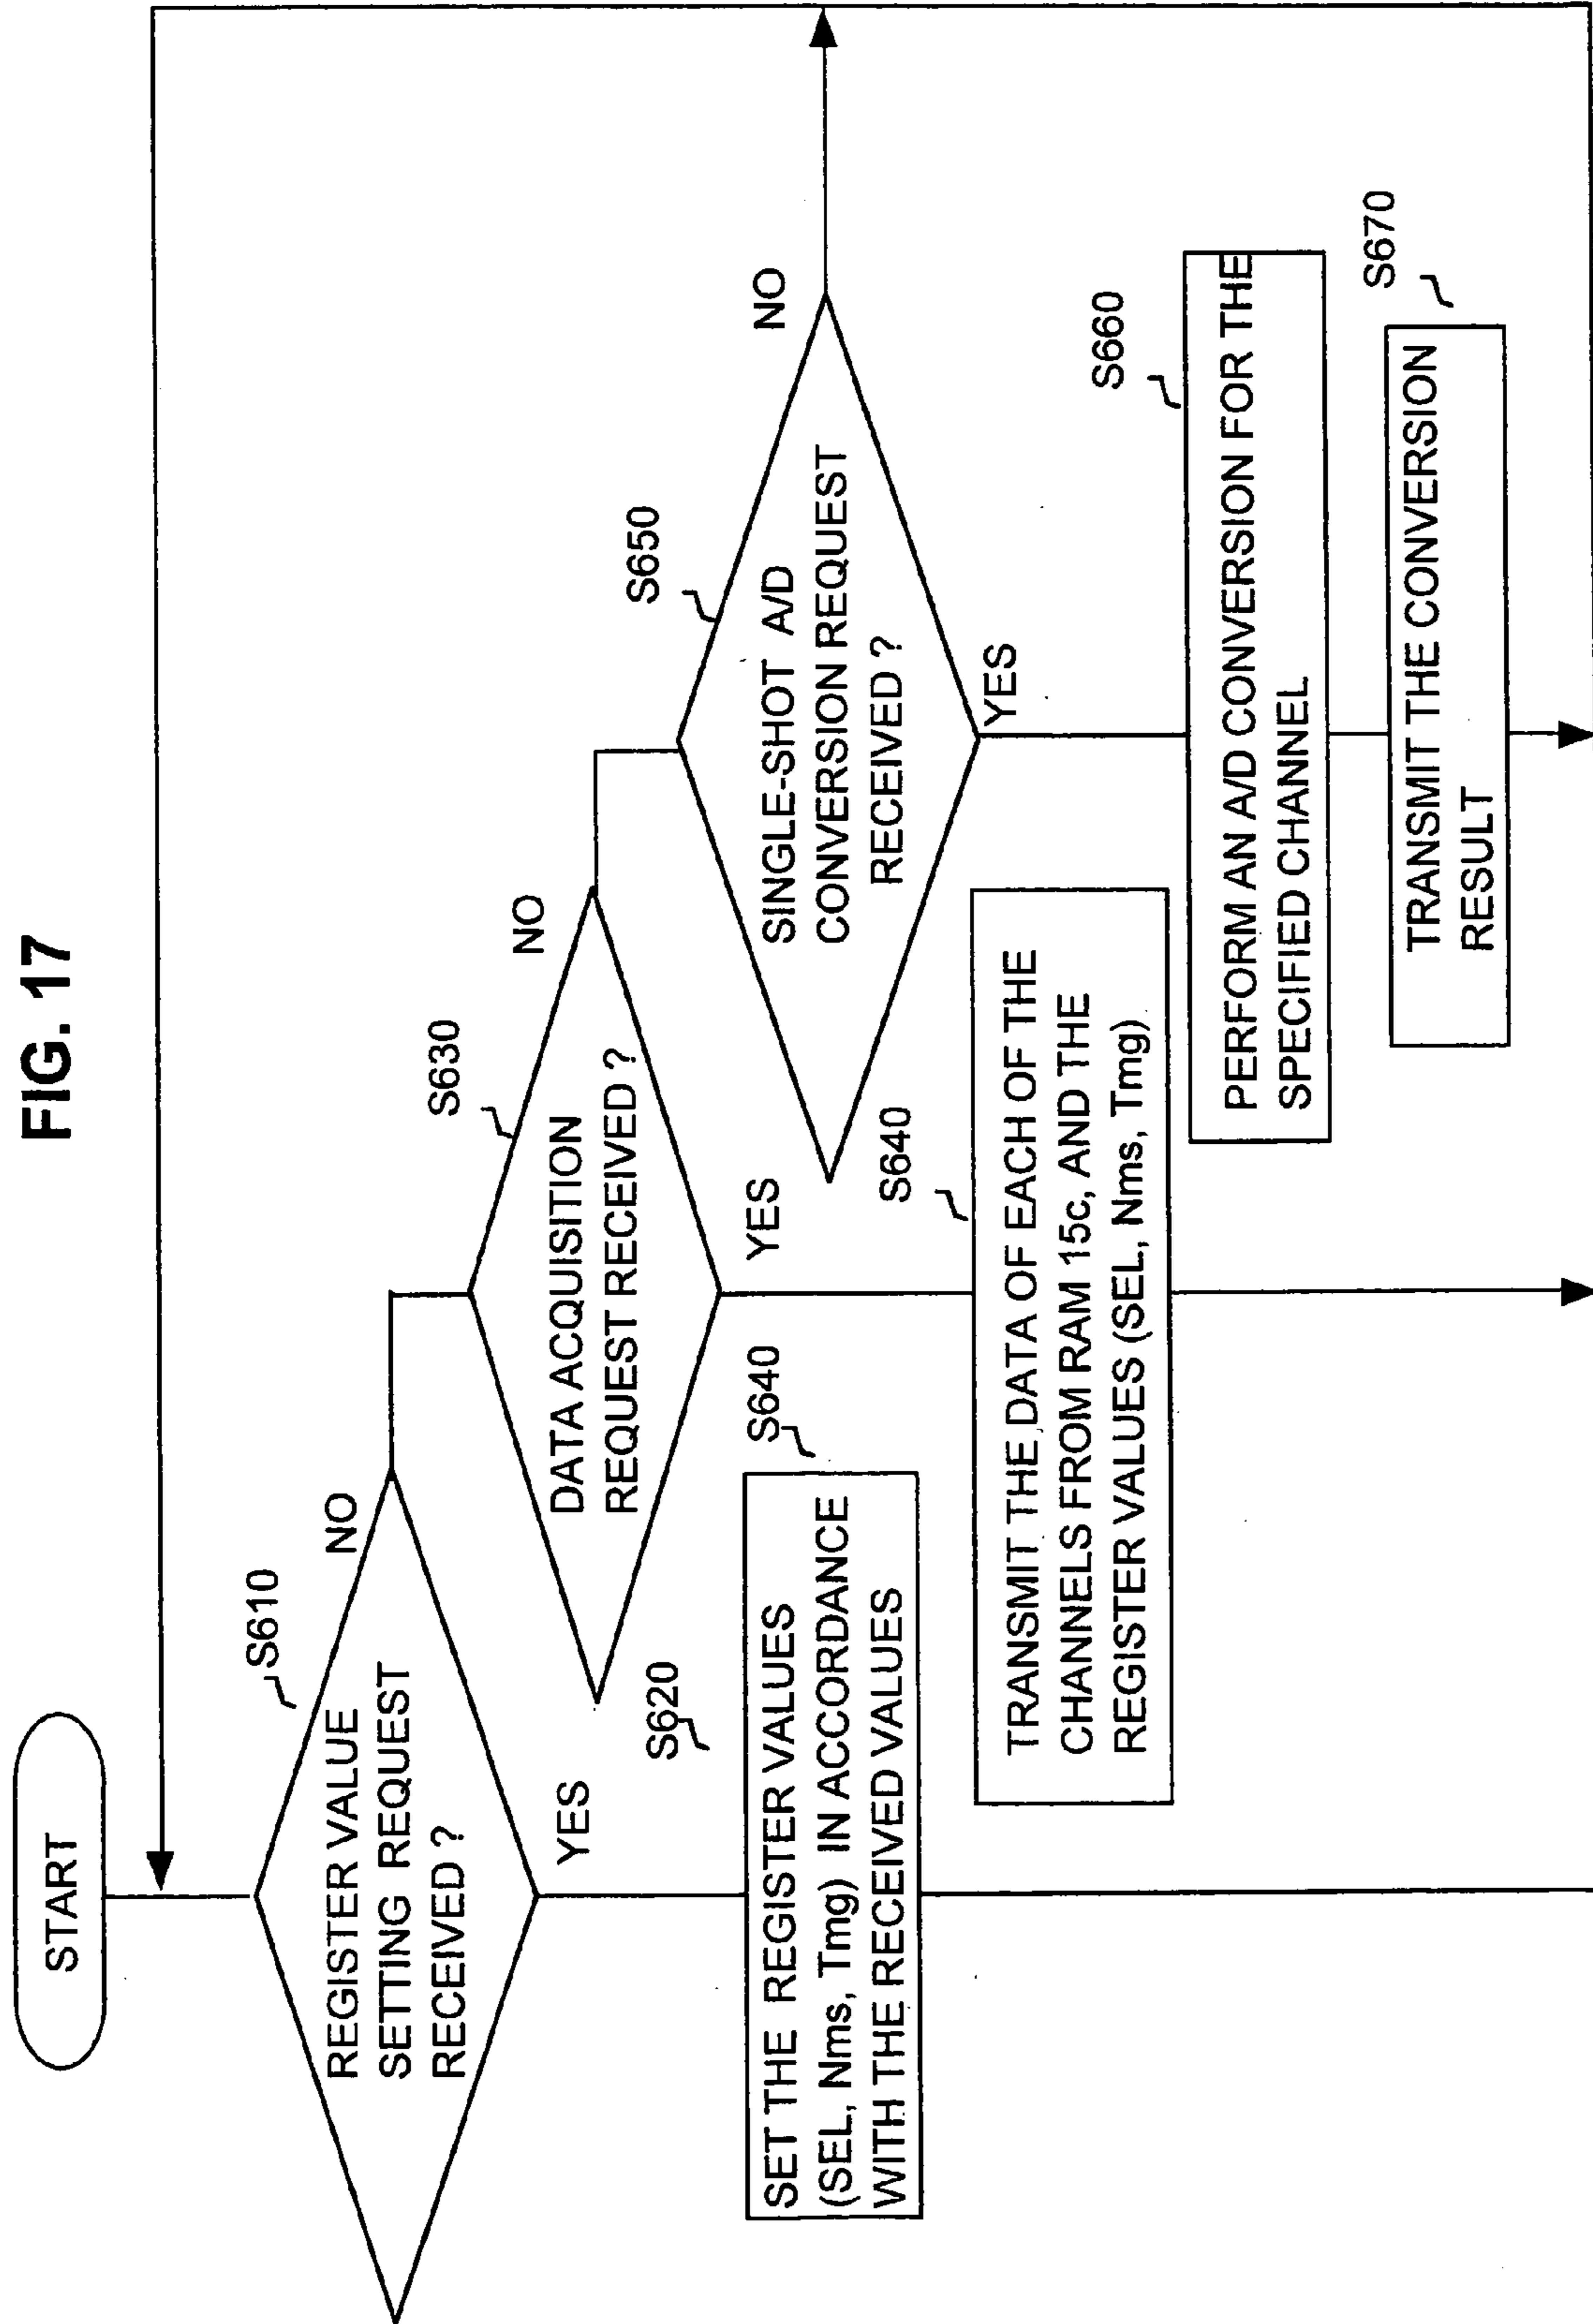 FIG. 17
START
S610
REGISTER VALUE
SETTING REQUEST
RECEIVED ?
NO
YES
S620
SET THE REGISTER VALUES
(SEL, Nms, Tmg) IN ACCORDANCE
WITH THE RECEIVED VALUES
S640
S630
DATA ACQUISITION
REQUEST RECEIVED ?
NO
YES
S640
TRANSMIT THE DATA OF EACH OF THE
CHANNELS FROM RAM 15c, AND THE
REGISTER VALUES (SEL, Nms, Tmg)
S650
SINGLE-SHOT A/D
CONVERSION REQUEST
RECEIVED ?
NO
YES
S660
PERFORM AN A/D CONVERSION FOR THE
SPECIFIED CHANNEL
S670
TRANSMIT THE CONVERSION
RESULT